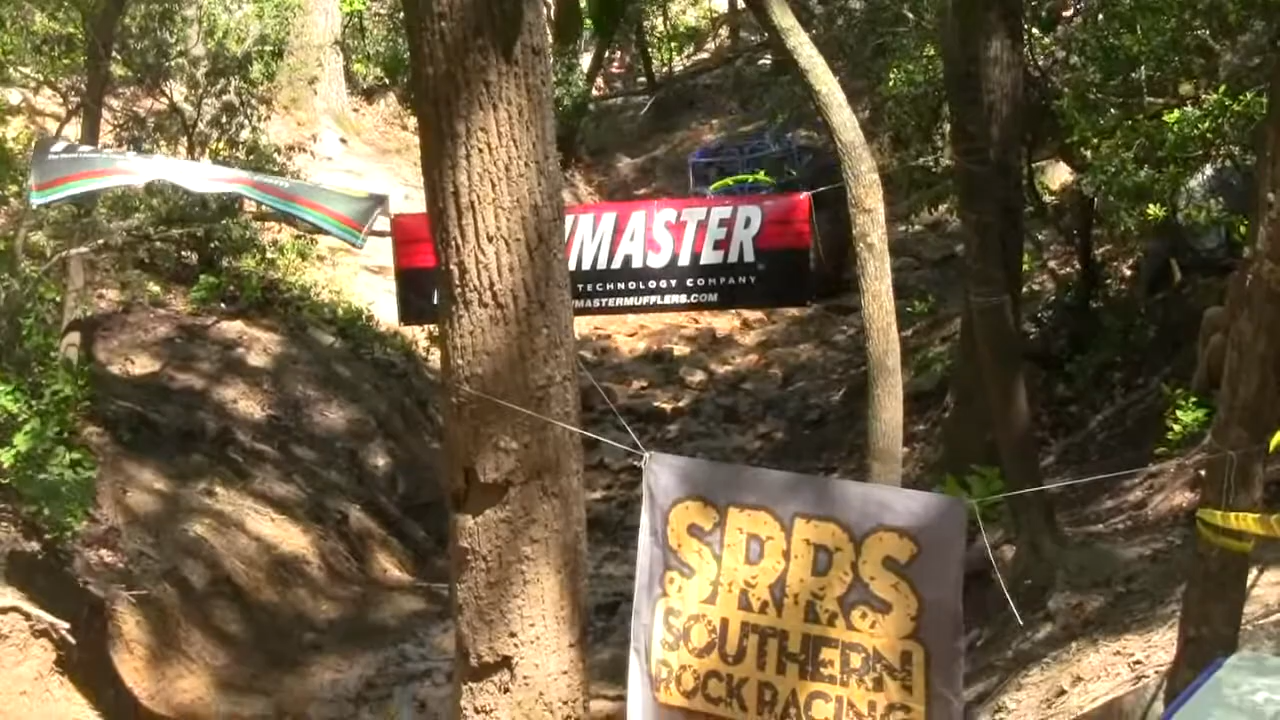 MASTER
TECHNOLOGY COMPANY
MASTERMUFFLERS.COM
SRRS
SOUTHERN
ROCK RACING